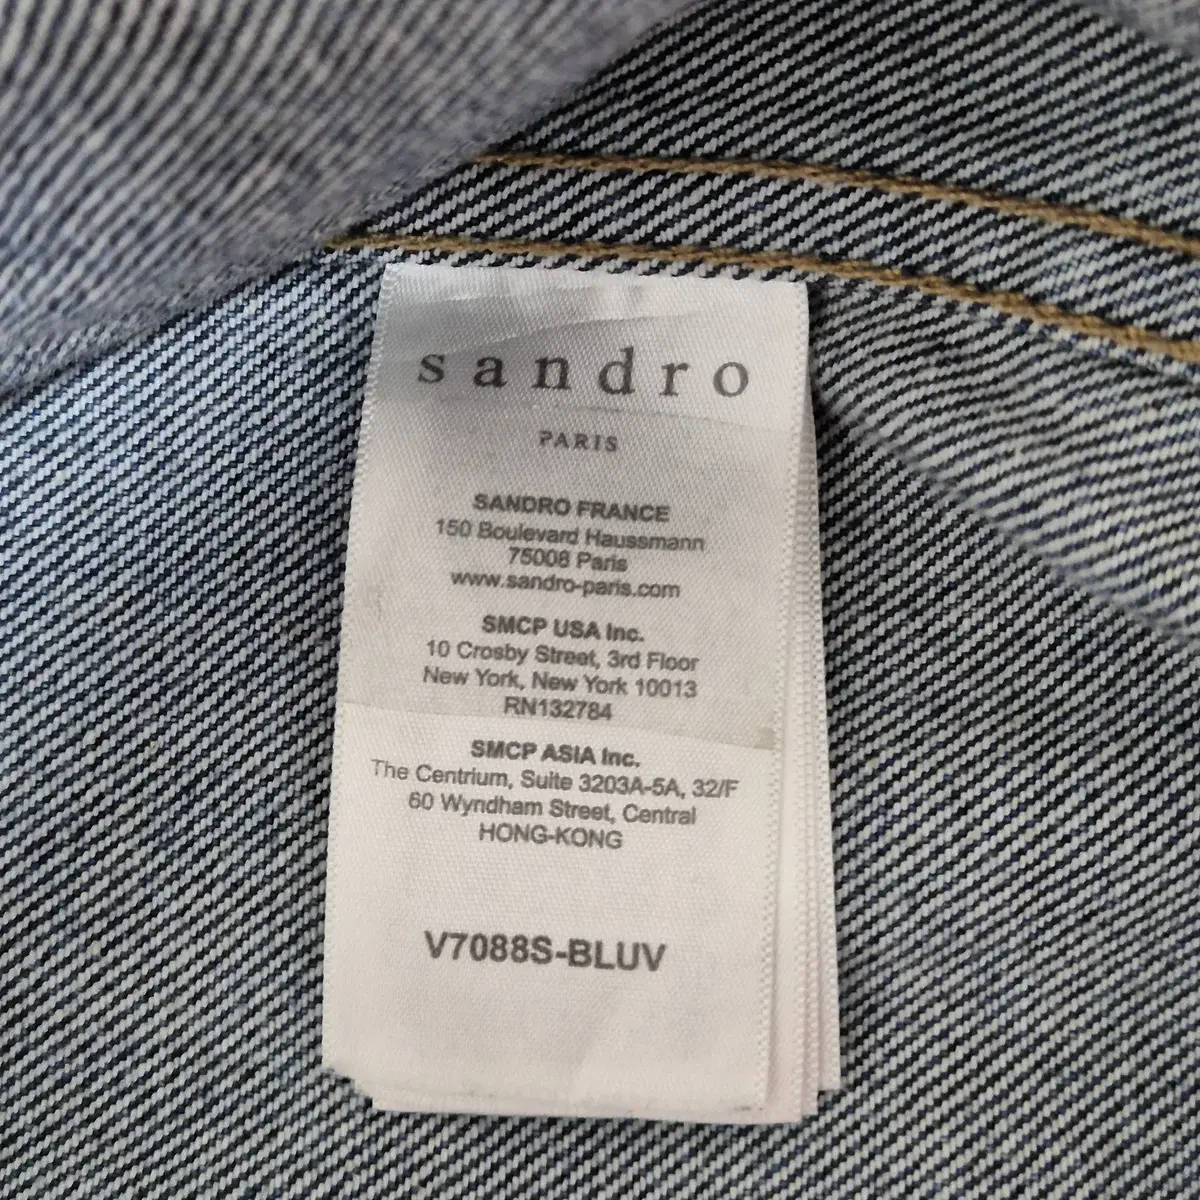 sandro
PARIS
SANDRO FRANCE
150 Boulevard Haussmann
75008 Paris
www.sandro-paris.com
SMCP USA Inc.
10 Crosby Street, 3rd Floor
New York, New York 10013
RN132784
SMCP ASIA Inc.
The Centrium, Suite 3203A-5A, 32/F
60 Wyndham Street, Central
HONG-KONG
V7088S-BLUV